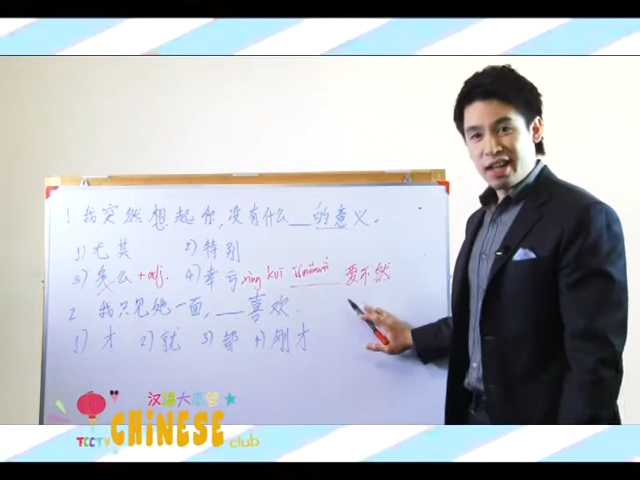 1. 我突然想起你,没有什么__的意义.
1) 尤其 2) 特别
3) 多么 +adj. 4) 幸亏 xìng kuī ____ 要不然
2 我只见她一面, __喜欢.
1) 才 2) 就 3) 都 4) 刚才
汉語大本营
TCCTV CHINESE club